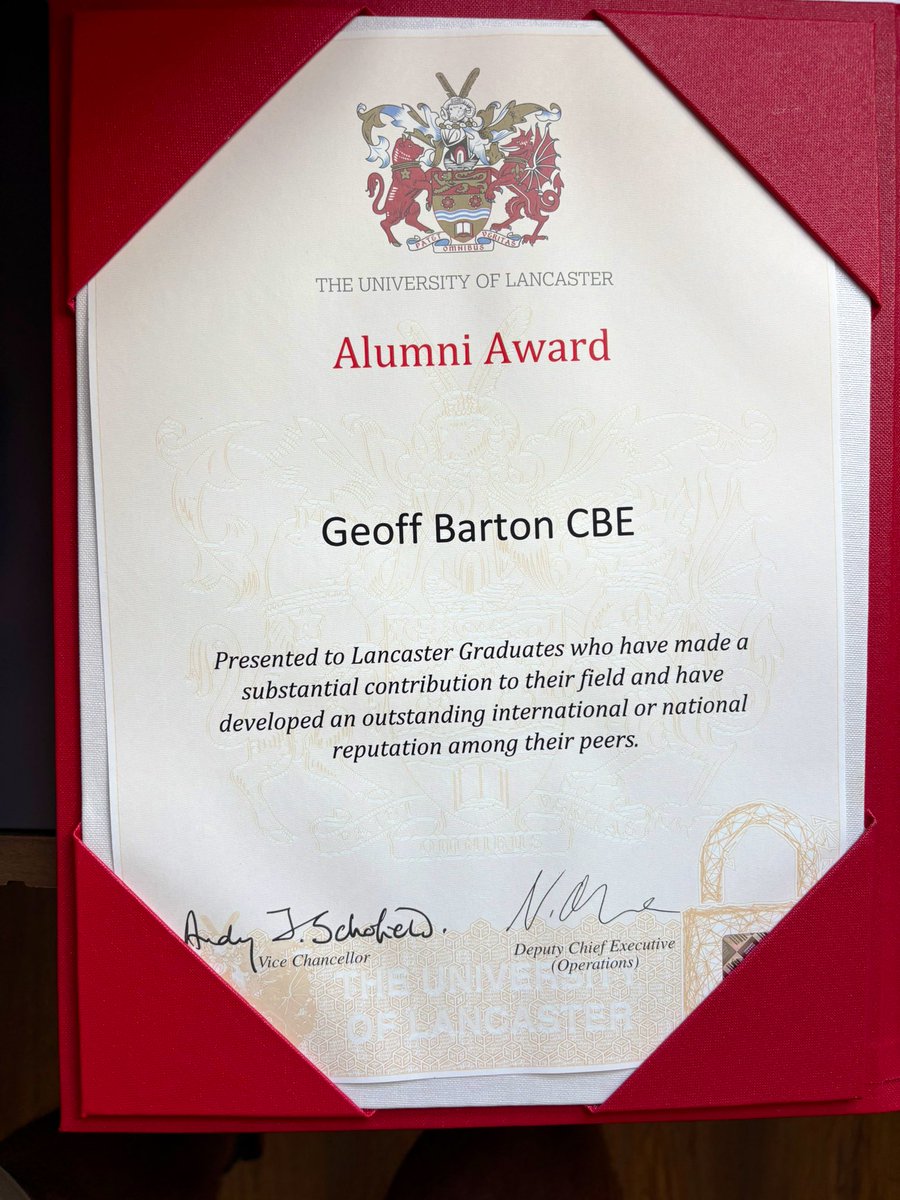 PATET
OMNIBUS
VERITAS
THE UNIVERSITY OF LANCASTER
Alumni Award
Geoff Barton CBE
Presented to Lancaster Graduates who have made a
substantial contribution to their field and have
developed an outstanding international or national
reputation among their peers.
Andy J. Schofield.
Vice Chancellor
N.
Deputy Chief Executive
(Operations)
THE UNIVERSITY
OF LANCASTER